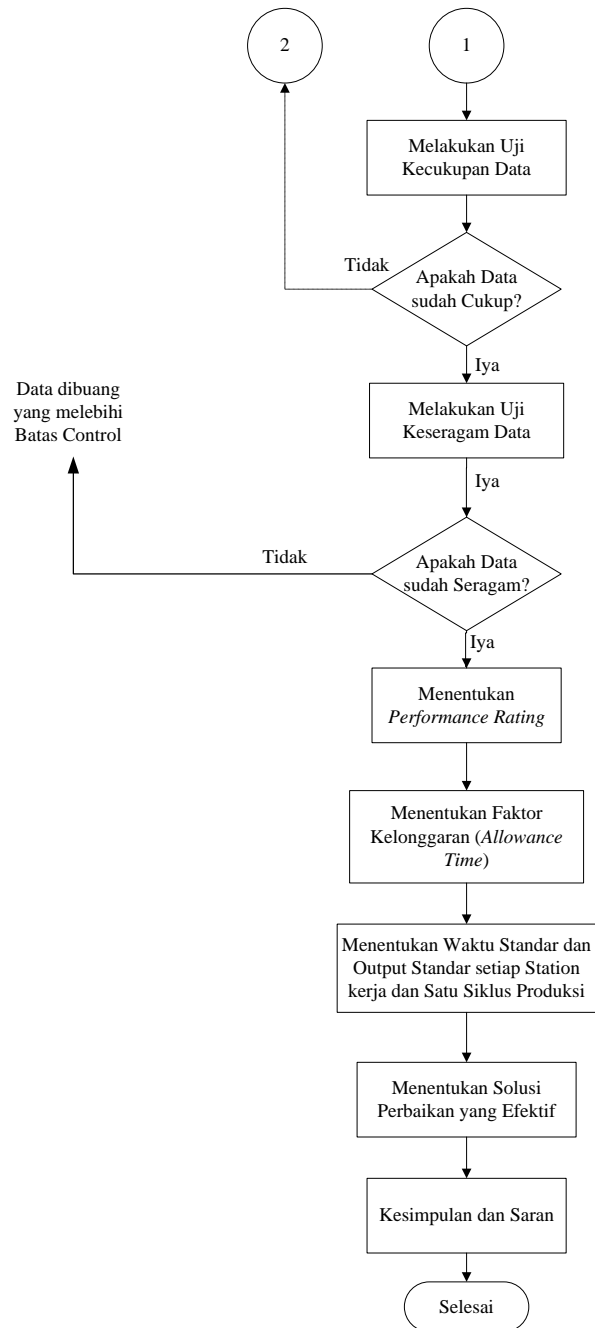 2
1
Melakukan Uji
Kecukupan Data
Tidak
Apakah Data
sudah Cukup?
Iya
Data dibuang
yang melebihi
Batas Control
Melakukan Uji
Keseragam Data
Iya
Tidak
Apakah Data
sudah Seragam?
Iya
Menentukan
Performance Rating
Menentukan Faktor
Kelonggaran (Allowance
Time)
Menentukan Waktu Standar dan
Output Standar setiap Station
kerja dan Satu Siklus Produksi
Menentukan Solusi
Perbaikan yang Efektif
Kesimpulan dan Saran
Selesai